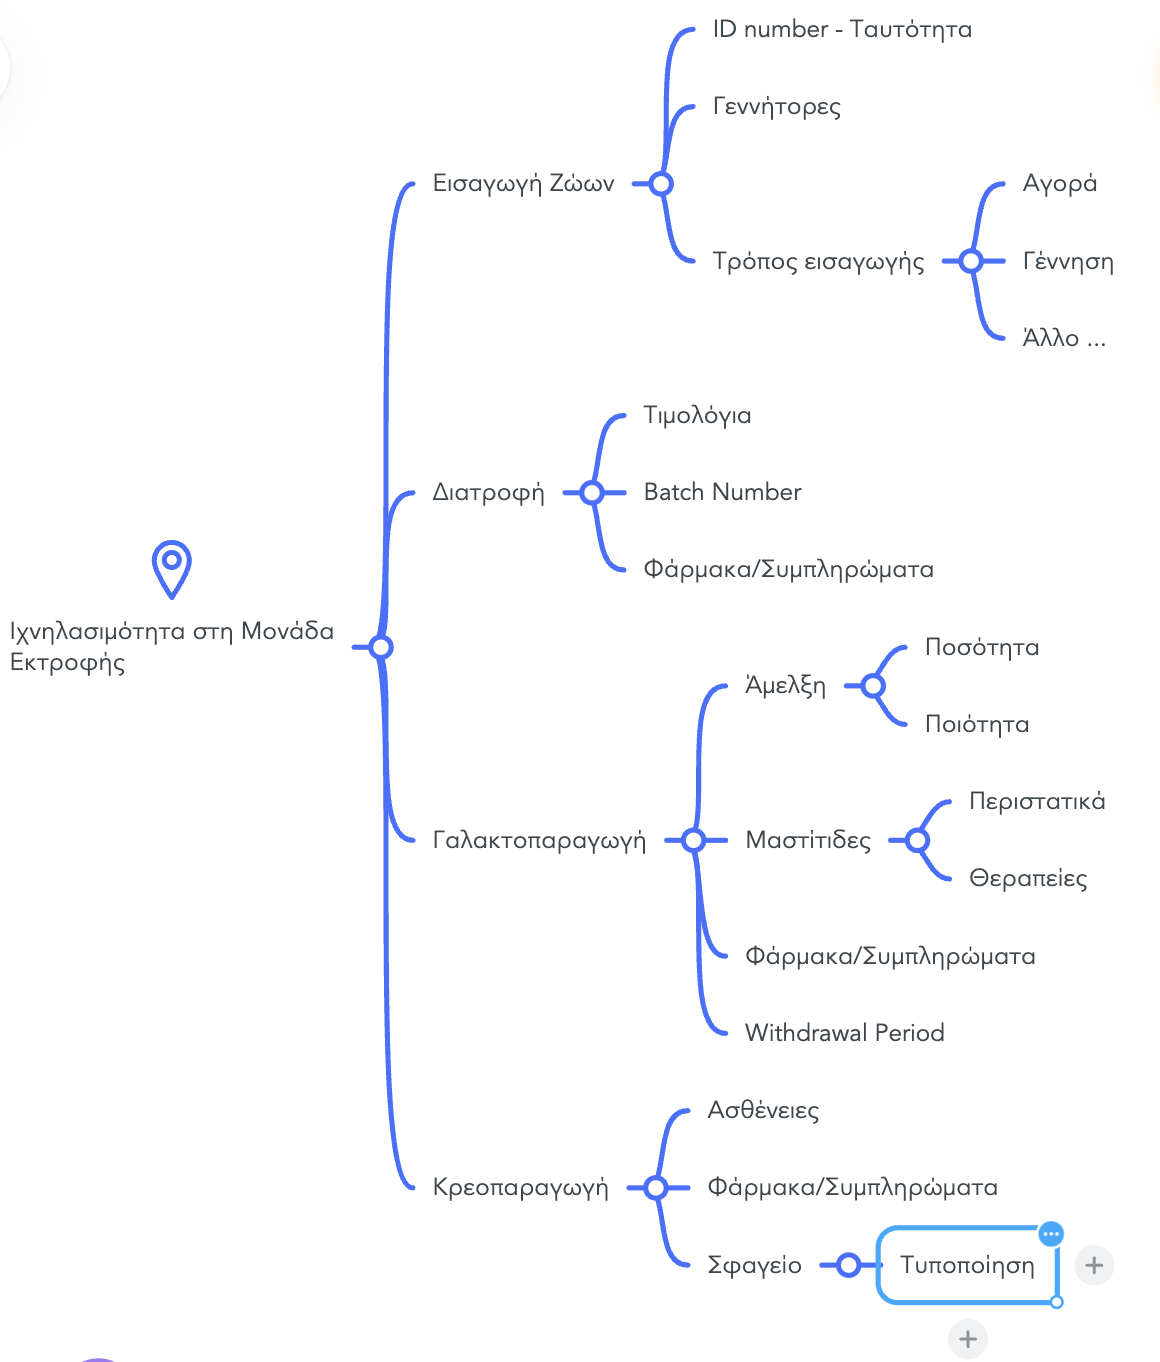 ID number - Ταυτότητα
Γεννήτορες
Εισαγωγή Ζώων
Αγορά
Τρόπος εισαγωγής
Γέννηση
Άλλο ...
Τιμολόγια
Διατροφή
Batch Number
Φάρμακα/Συμπληρώματα
Ιχνηλασιμότητα στη Μονάδα
Εκτροφής
Ποσότητα
Άμελξη
Ποιότητα
Περιστατικά
Γαλακτοπαραγωγή
Μαστίτιδες
Θεραπείες
Φάρμακα/Συμπληρώματα
Withdrawal Period
Ασθένειες
Κρεοπαραγωγή
Φάρμακα/Συμπληρώματα
Σφαγείο
Τυποποίηση